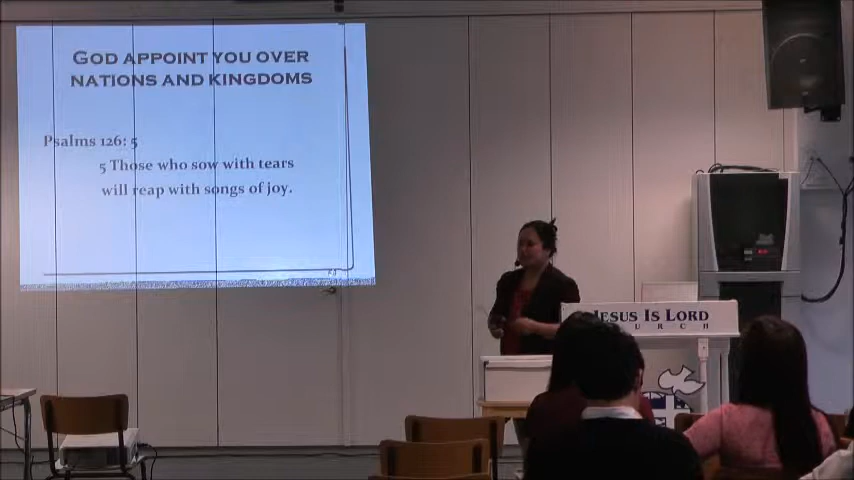 GOD APPOINT YOU OVER
NATIONS AND KINGDOMS
Psalms 126: 5
5 Those who sow with tears
will reap with songs of joy.
JESUS IS LORD
URCH